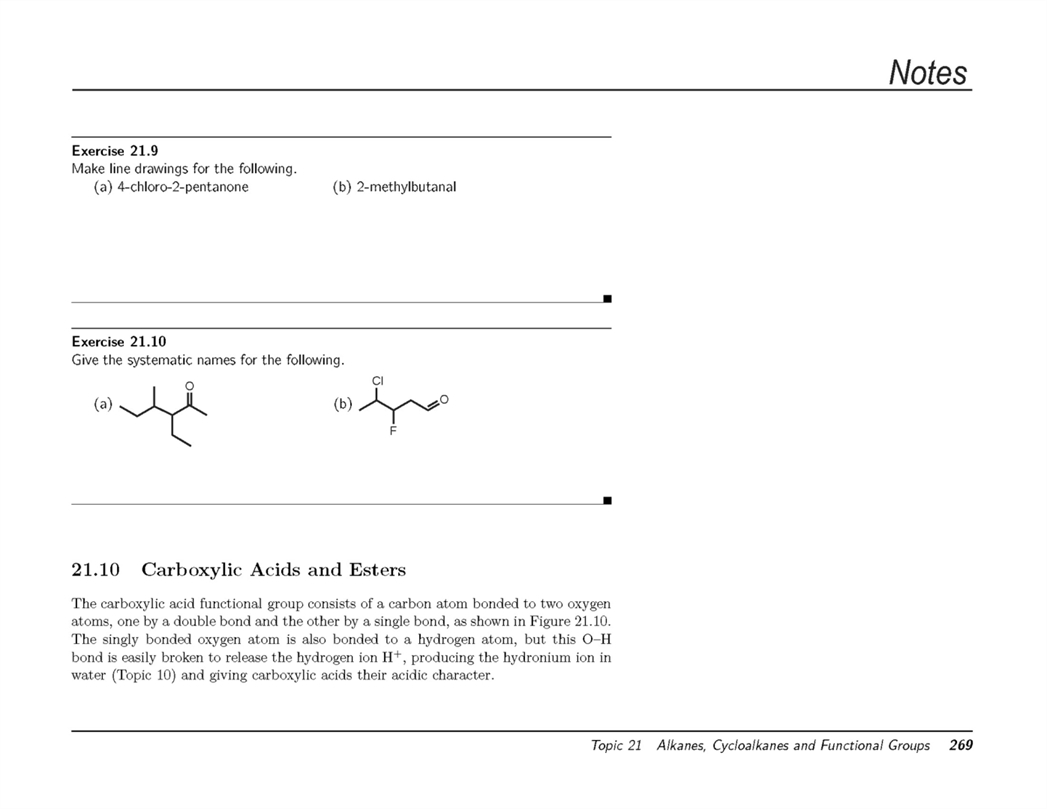 Notes
Exercise 21.9
Make line drawings for the following.
(a) 4-chloro-2-pentanone (b) 2-methylbutanal
Exercise 21.10
Give the systematic names for the following.
(a) O (b) Cl O F
21.10 Carboxylic Acids and Esters
The carboxylic acid functional group consists of a carbon atom bonded to two oxygen
atoms, one by a double bond and the other by a single bond, as shown in Figure 21.10.
The singly bonded oxygen atom is also bonded to a hydrogen atom, but this O–H
bond is easily broken to release the hydrogen ion H⁺, producing the hydronium ion in
water (Topic 10) and giving carboxylic acids their acidic character.
Topic 21 Alkanes, Cycloalkanes and Functional Groups 269